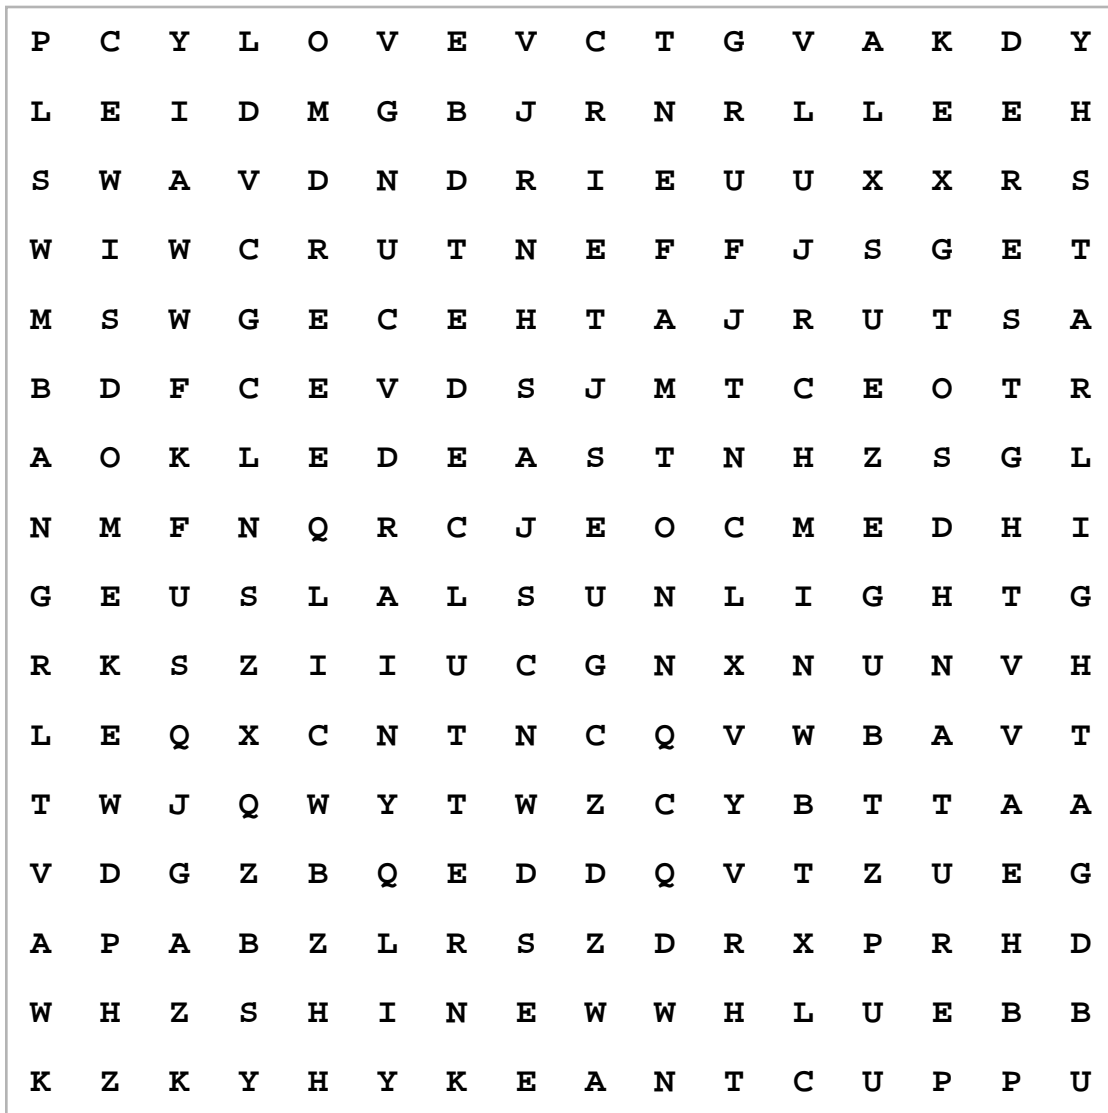 P C Y L O V E V C T G V A K D Y
L E I D M G B J R N R L L E E H
S W A V D N D R I E U U X X R S
W I W C R U T N E F F J S G E T
M S W G E C E H T A J R U T S A
B D F C E V D S J M T C E O T R
A O K L E D E A S T N H Z S G L
N M F N Q R C J E O C M E D H I
G E U S L A L S U N L I G H T G
R K S Z I I U C G N X N U N V H
L E Q X C N T N C Q V W B A V T
T W J Q W Y T W Z C Y B T T A A
V D G Z B Q E D D Q V T Z U E G
A P A B Z L R S Z D R X P R H D
W H Z S H I N E W W H L U E B B
K Z K Y H Y K E A N T C U P P U